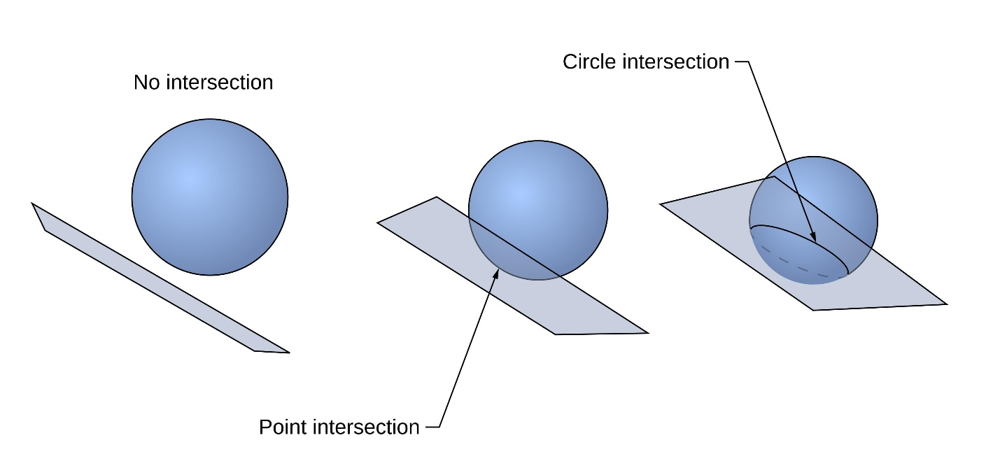 Circle intersection
No intersection
Point intersection